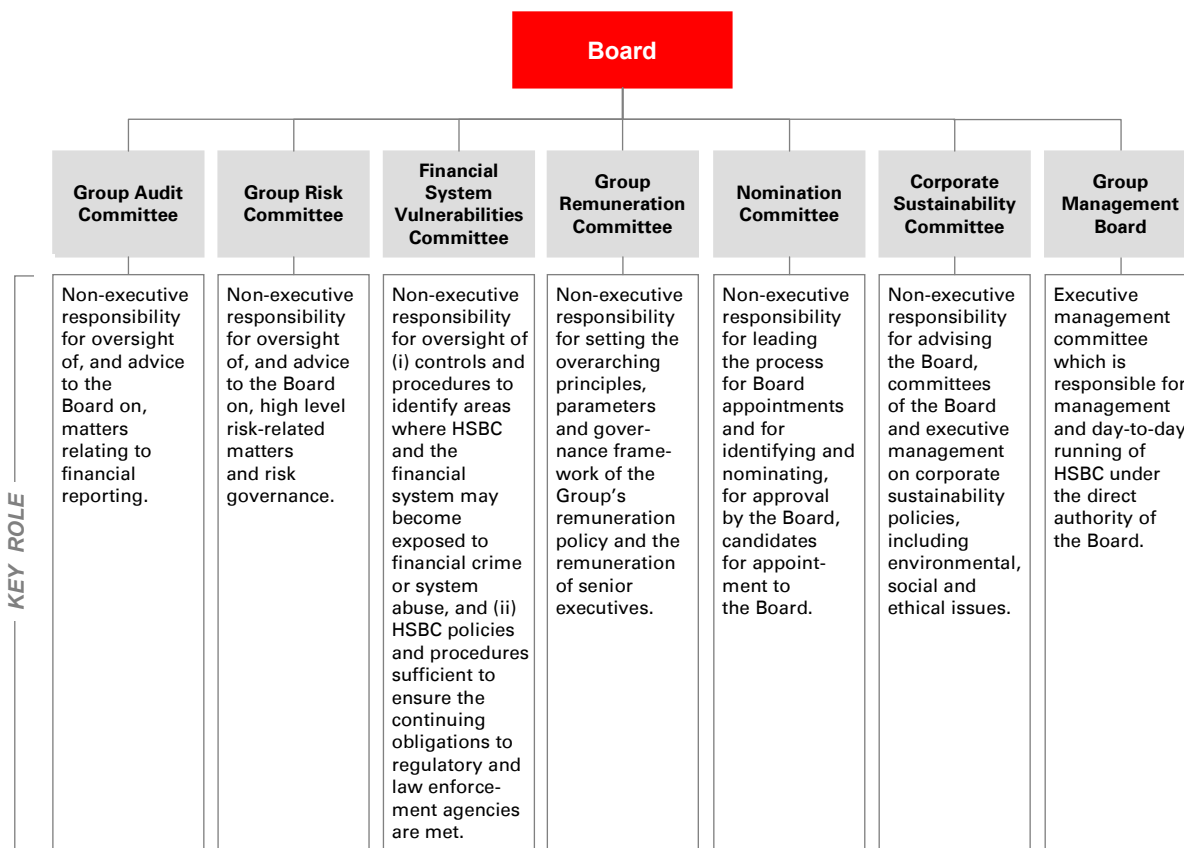 Board
Group Audit
Committee
Group Risk
Committee
Financial
System
Vulnerabilities
Committee
Group
Remuneration
Committee
Nomination
Committee
Corporate
Sustainability
Committee
Group
Management
Board
KEY ROLE
Non-executive
responsibility
for oversight
of, and advice
to the
Board on,
matters
relating to
financial
reporting.
Non-executive
responsibility
for oversight
of, and advice
to the Board
on, high level
risk-related
matters
and risk
governance.
Non-executive
responsibility
for oversight of
(i) controls and
procedures to
identify areas
where HSBC
and the
financial
system may
become
exposed to
financial crime
or system
abuse, and (ii)
HSBC policies
and procedures
sufficient to
ensure the
continuing
obligations to
regulatory and
law enforce-
ment agencies
are met.
Non-executive
responsibility
for setting the
overarching
principles,
parameters
and gover-
nance frame-
work of the
Group’s
remuneration
policy and the
remuneration
of senior
executives.
Non-executive
responsibility
for leading
the process
for Board
appointments
and for
identifying and
nominating,
for approval
by the Board,
candidates
for appoint-
ment to
the Board.
Non-executive
responsibility
for advising
the Board,
committees
of the Board
and executive
management
on corporate
sustainability
policies,
including
environmental,
social and
ethical issues.
Executive
management
committee
which is
responsible for
management
and day-to-day
running of
HSBC under
the direct
authority of
the Board.